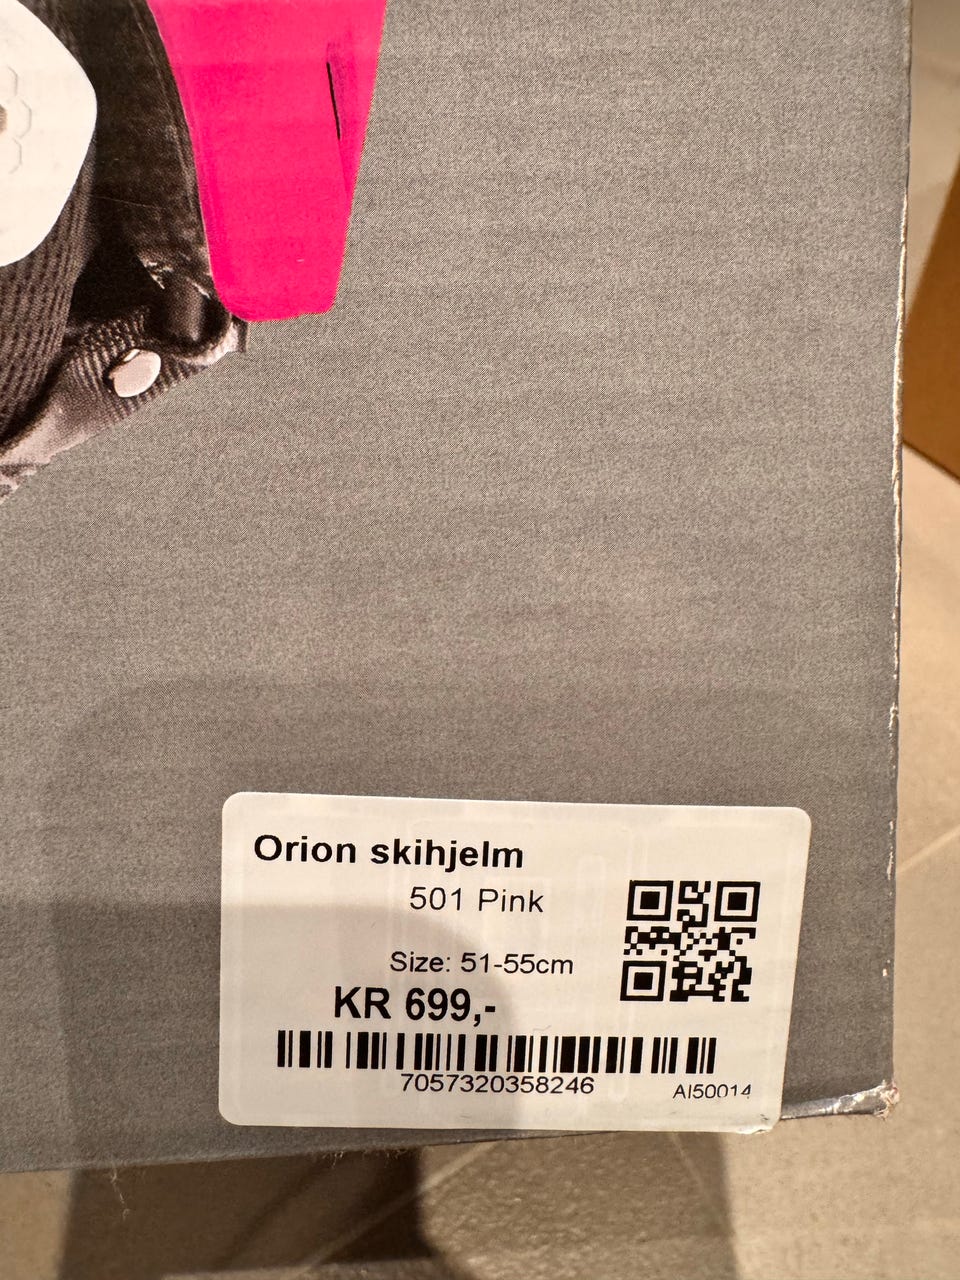 Orion skihjelm
501 Pink
Size: 51-55cm
KR 699,-
7057320358246
AI50014